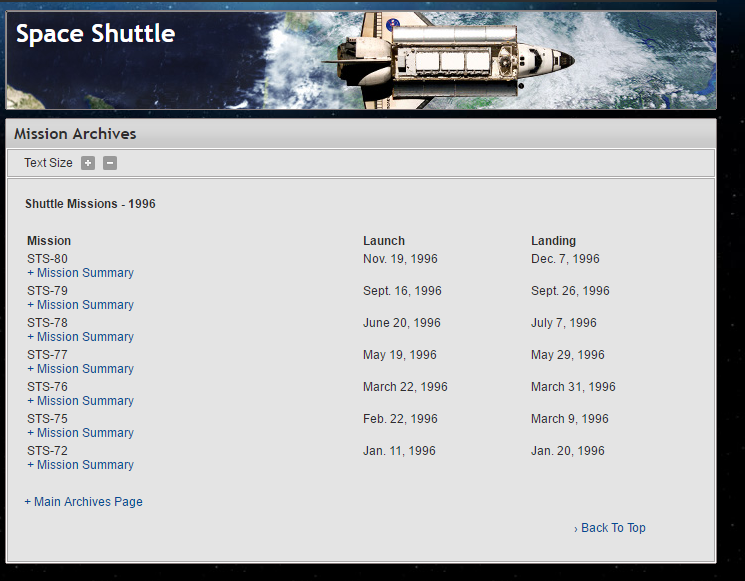 Space Shuttle
Mission Archives
Text Size + −
Shuttle Missions - 1996
Mission Launch Landing
STS-80 Nov. 19, 1996 Dec. 7, 1996
+ Mission Summary
STS-79 Sept. 16, 1996 Sept. 26, 1996
+ Mission Summary
STS-78 June 20, 1996 July 7, 1996
+ Mission Summary
STS-77 May 19, 1996 May 29, 1996
+ Mission Summary
STS-76 March 22, 1996 March 31, 1996
+ Mission Summary
STS-75 Feb. 22, 1996 March 9, 1996
+ Mission Summary
STS-72 Jan. 11, 1996 Jan. 20, 1996
+ Mission Summary
+ Main Archives Page
› Back To Top